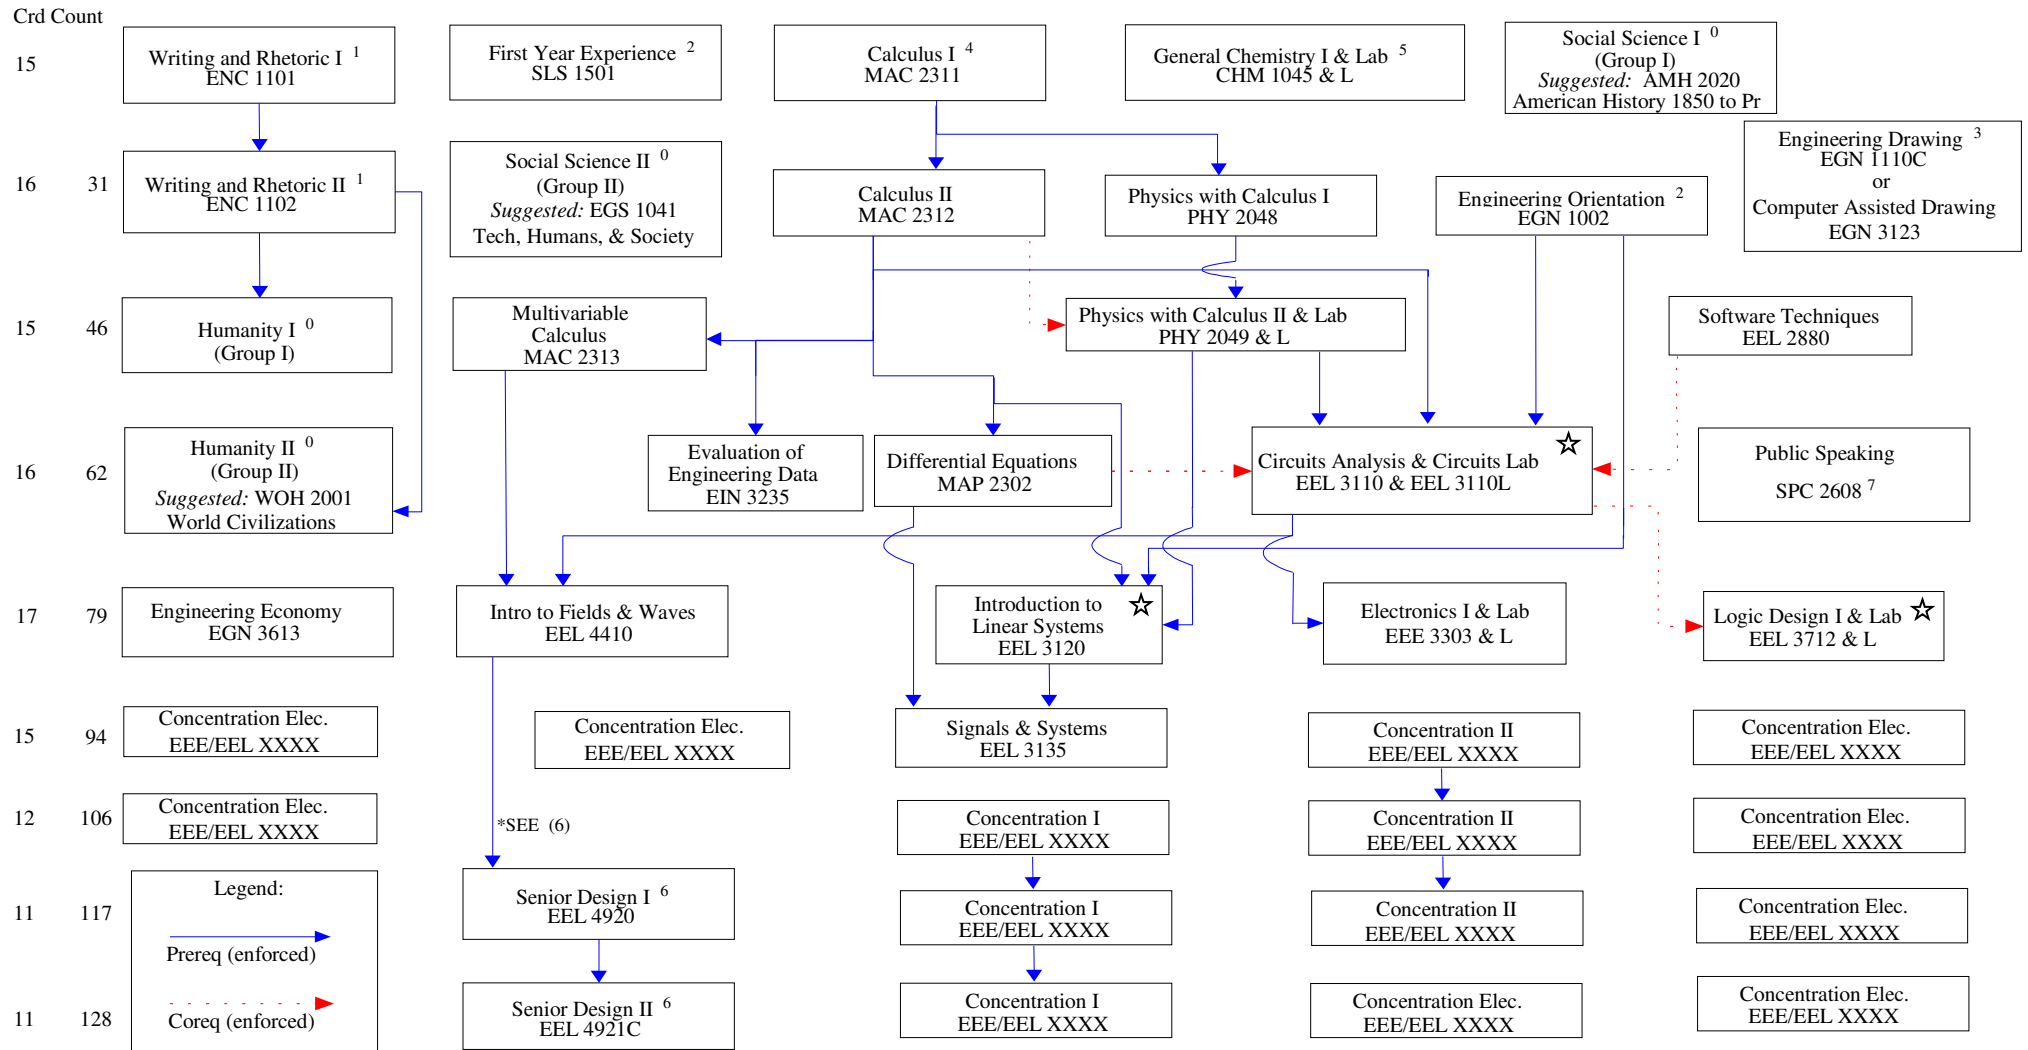 Crd Count
15
Writing and Rhetoric I 1
ENC 1101
First Year Experience 2
SLS 1501
Calculus I 4
MAC 2311
General Chemistry I & Lab 5
CHM 1045 & L
Social Science I 0
(Group I)
Suggested: AMH 2020
American History 1850 to Pr
16 31
Writing and Rhetoric II 1
ENC 1102
Social Science II 0
(Group II)
Suggested: EGS 1041
Tech, Humans, & Society
Calculus II
MAC 2312
Physics with Calculus I
PHY 2048
Engineering Orientation 2
EGN 1002
Engineering Drawing 3
EGN 1110C
or
Computer Assisted Drawing
EGN 3123
15 46
Humanity I 0
(Group I)
Multivariable
Calculus
MAC 2313
Physics with Calculus II & Lab
PHY 2049 & L
Software Techniques
EEL 2880
16 62
Humanity II 0
(Group II)
Suggested: WOH 2001
World Civilizations
Evaluation of
Engineering Data
EIN 3235
Differential Equations
MAP 2302
Circuits Analysis & Circuits Lab
EEL 3110 & EEL 3110L
Public Speaking
SPC 2608 7
17 79
Engineering Economy
EGN 3613
Intro to Fields & Waves
EEL 4410
Introduction to
Linear Systems
EEL 3120
Electronics I & Lab
EEE 3303 & L
Logic Design I & Lab
EEL 3712 & L
15 94
Concentration Elec.
EEE/EEL XXXX
Concentration Elec.
EEE/EEL XXXX
Signals & Systems
EEL 3135
Concentration II
EEE/EEL XXXX
Concentration Elec.
EEE/EEL XXXX
12 106
Concentration Elec.
EEE/EEL XXXX
*SEE (6)
Concentration I
EEE/EEL XXXX
Concentration II
EEE/EEL XXXX
Concentration Elec.
EEE/EEL XXXX
11 117
Legend:
Prereq (enforced)
Coreq (enforced)
Senior Design I 6
EEL 4920
Concentration I
EEE/EEL XXXX
Concentration II
EEE/EEL XXXX
Concentration Elec.
EEE/EEL XXXX
11 128
Senior Design II 6
EEL 4921C
Concentration I
EEE/EEL XXXX
Concentration Elec.
EEE/EEL XXXX
Concentration Elec.
EEE/EEL XXXX